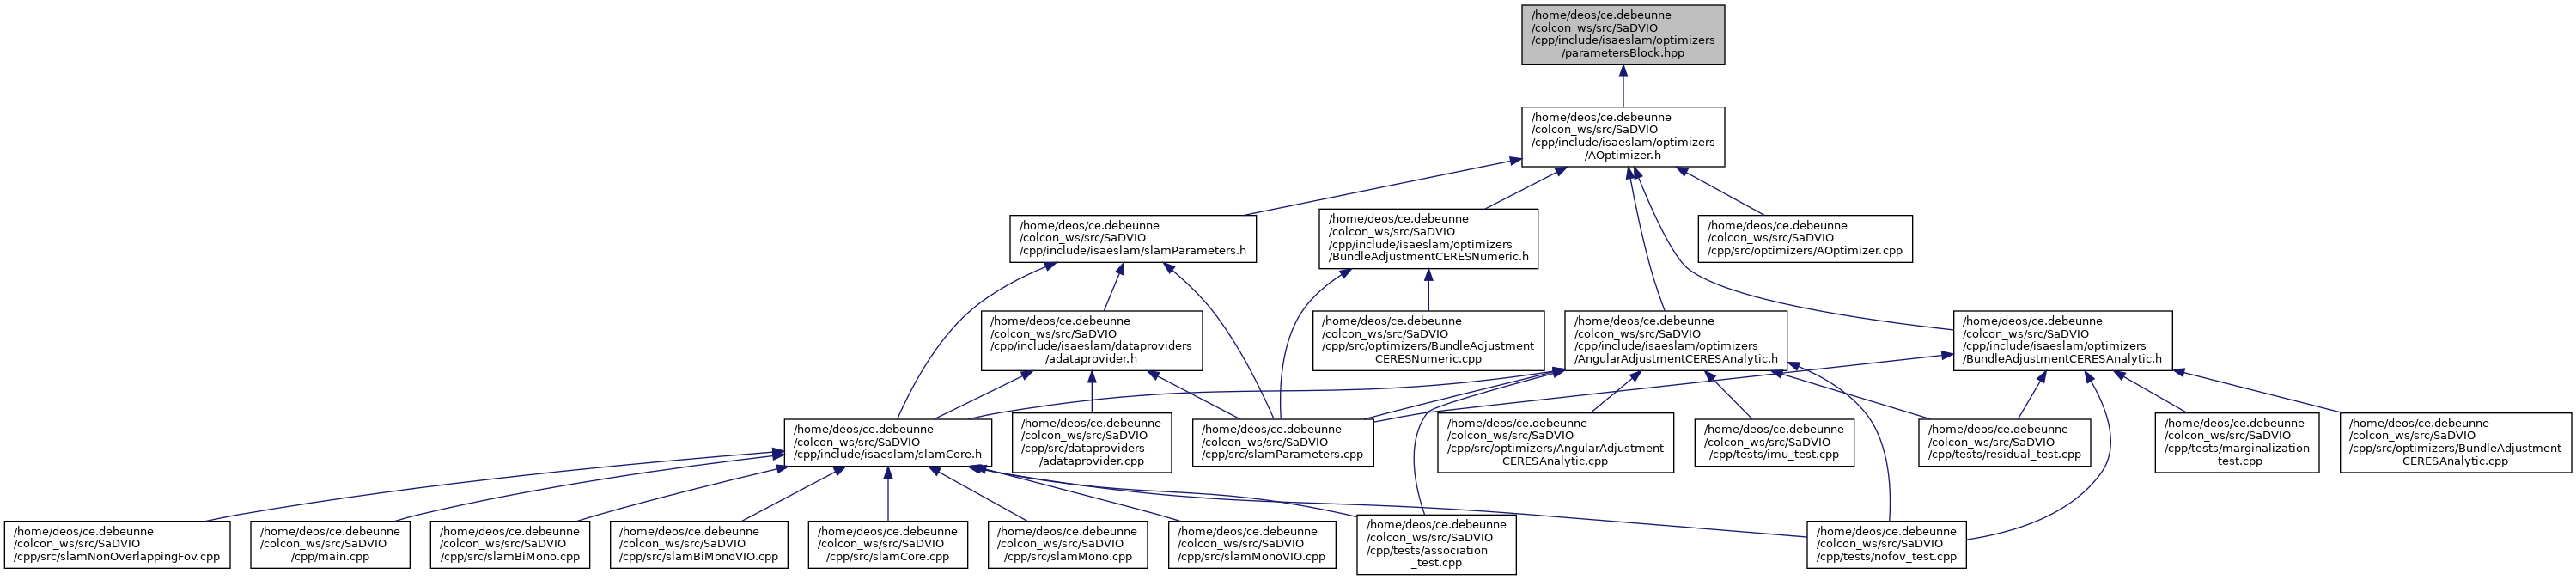 /home/deos/ce.debeunne
/colcon_ws/src/SaDVIO
/cpp/include/isaeslam/optimizers
/parametersBlock.hpp
/home/deos/ce.debeunne
/colcon_ws/src/SaDVIO
/cpp/include/isaeslam/optimizers
/AOptimizer.h
/home/deos/ce.debeunne
/colcon_ws/src/SaDVIO
/cpp/include/isaeslam/slamParameters.h
/home/deos/ce.debeunne
/colcon_ws/src/SaDVIO
/cpp/include/isaeslam/optimizers
/BundleAdjustmentCERESNumeric.h
/home/deos/ce.debeunne
/colcon_ws/src/SaDVIO
/cpp/src/optimizers/AOptimizer.cpp
/home/deos/ce.debeunne
/colcon_ws/src/SaDVIO
/cpp/include/isaeslam/dataproviders
/adataprovider.h
/home/deos/ce.debeunne
/colcon_ws/src/SaDVIO
/cpp/src/optimizers/BundleAdjustment
CERESNumeric.cpp
/home/deos/ce.debeunne
/colcon_ws/src/SaDVIO
/cpp/include/isaeslam/optimizers
/AngularAdjustmentCERESAnalytic.h
/home/deos/ce.debeunne
/colcon_ws/src/SaDVIO
/cpp/include/isaeslam/optimizers
/BundleAdjustmentCERESAnalytic.h
/home/deos/ce.debeunne
/colcon_ws/src/SaDVIO
/cpp/include/isaeslam/slamCore.h
/home/deos/ce.debeunne
/colcon_ws/src/SaDVIO
/cpp/src/dataproviders
/adataprovider.cpp
/home/deos/ce.debeunne
/colcon_ws/src/SaDVIO
/cpp/src/slamParameters.cpp
/home/deos/ce.debeunne
/colcon_ws/src/SaDVIO
/cpp/src/optimizers/AngularAdjustment
CERESAnalytic.cpp
/home/deos/ce.debeunne
/colcon_ws/src/SaDVIO
/cpp/tests/imu_test.cpp
/home/deos/ce.debeunne
/colcon_ws/src/SaDVIO
/cpp/tests/residual_test.cpp
/home/deos/ce.debeunne
/colcon_ws/src/SaDVIO
/cpp/tests/marginalization
_test.cpp
/home/deos/ce.debeunne
/colcon_ws/src/SaDVIO
/cpp/src/optimizers/BundleAdjustment
CERESAnalytic.cpp
/home/deos/ce.debeunne
/colcon_ws/src/SaDVIO
/cpp/src/slamNonOverlappingFov.cpp
/home/deos/ce.debeunne
/colcon_ws/src/SaDVIO
/cpp/main.cpp
/home/deos/ce.debeunne
/colcon_ws/src/SaDVIO
/cpp/src/slamBiMono.cpp
/home/deos/ce.debeunne
/colcon_ws/src/SaDVIO
/cpp/src/slamBiMonoVIO.cpp
/home/deos/ce.debeunne
/colcon_ws/src/SaDVIO
/cpp/src/slamCore.cpp
/home/deos/ce.debeunne
/colcon_ws/src/SaDVIO
/cpp/src/slamMono.cpp
/home/deos/ce.debeunne
/colcon_ws/src/SaDVIO
/cpp/src/slamMonoVIO.cpp
/home/deos/ce.debeunne
/colcon_ws/src/SaDVIO
/cpp/tests/association
_test.cpp
/home/deos/ce.debeunne
/colcon_ws/src/SaDVIO
/cpp/tests/nofov_test.cpp